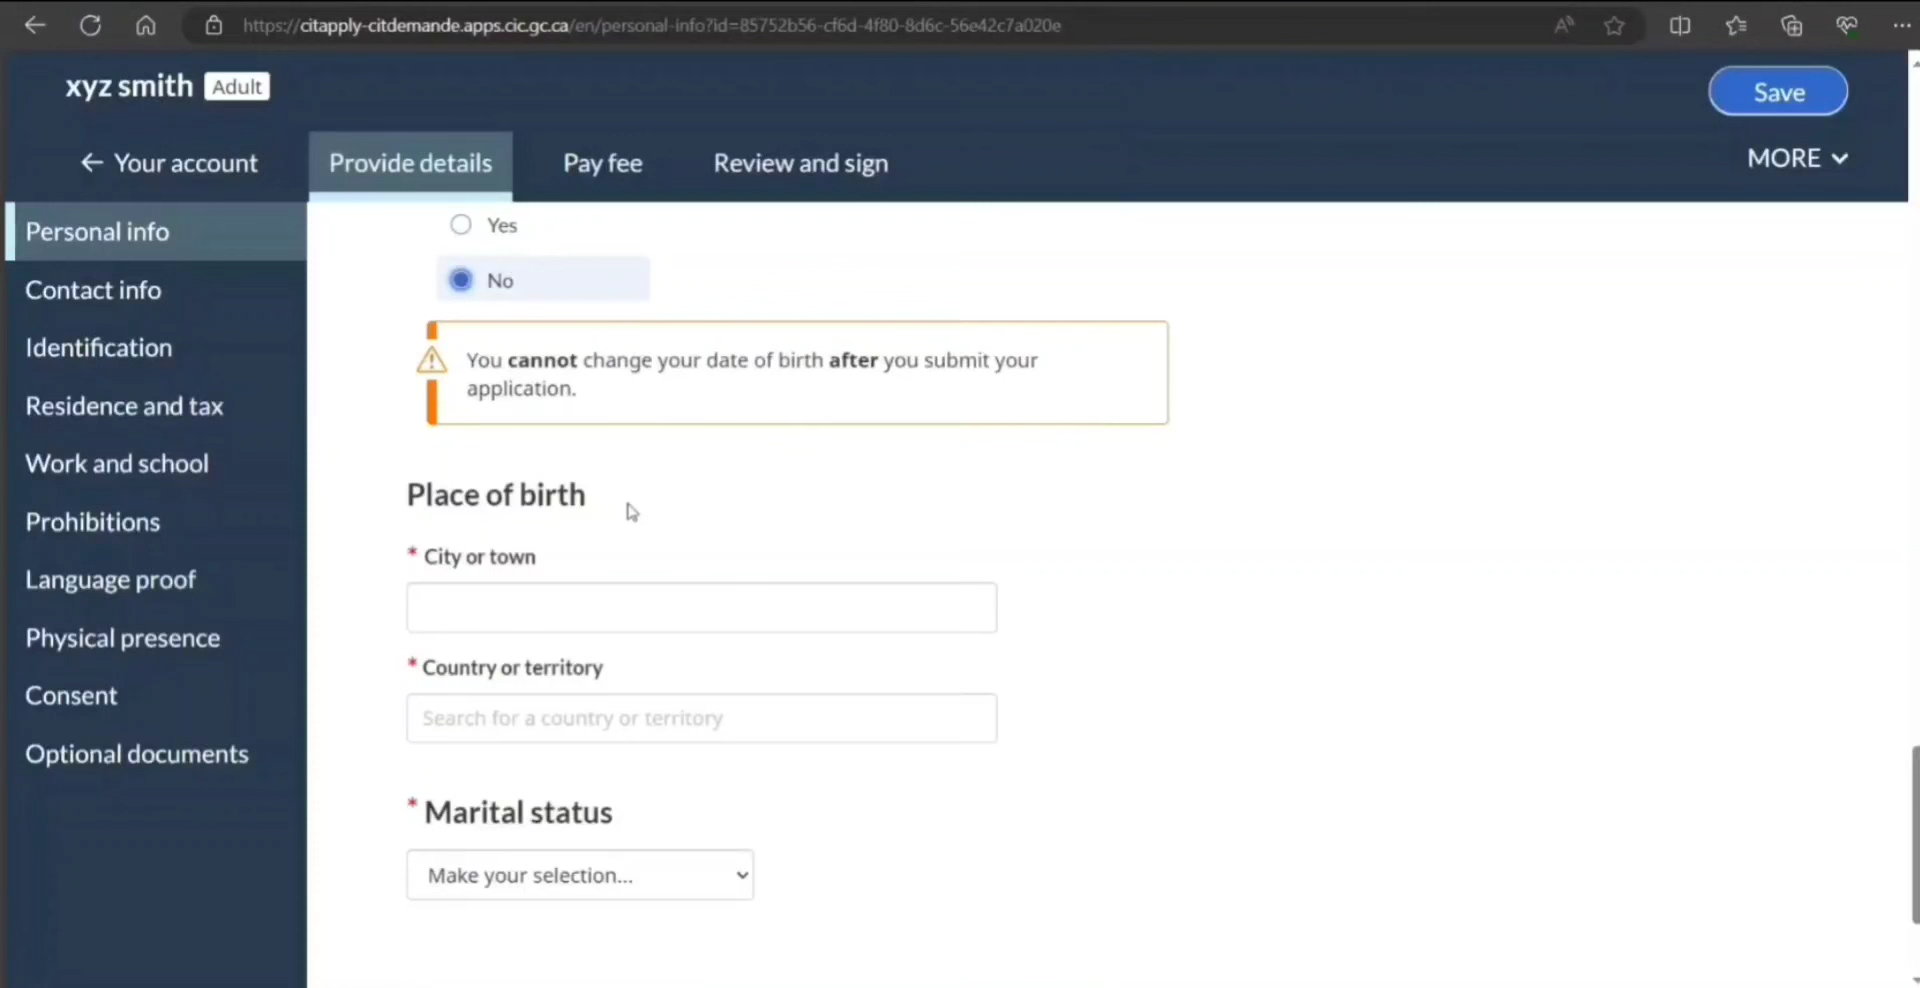 https://citapply-citdemande.apps.cic.gc.ca/en/personal-info?id=85752b56-cf6d-4f80-8d6c-56e42c7a020e
xyz smith Adult
Save
Your account
Provide details
Pay fee
Review and sign
MORE
Personal info
Contact info
Identification
Residence and tax
Work and school
Prohibitions
Language proof
Physical presence
Consent
Optional documents
Yes
No
You cannot change your date of birth after you submit your
application.
Place of birth
* City or town
* Country or territory
Search for a country or territory
* Marital status
Make your selection...